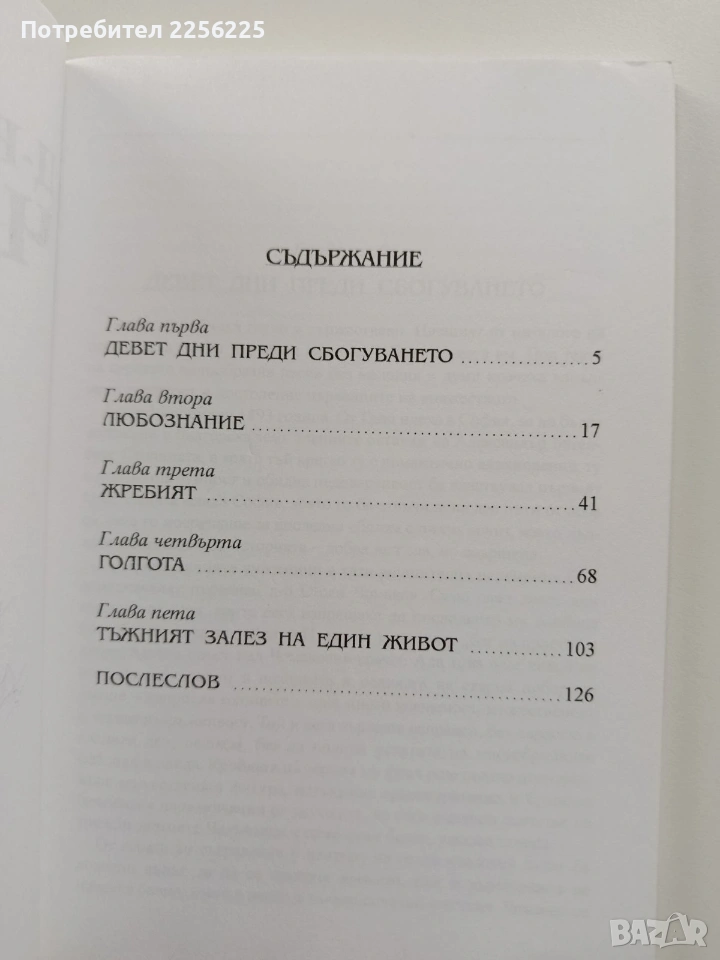 Потребител 2256225
СЪДЪРЖАНИЕ
Глава първа
ДЕВЕТ ДНИ ПРЕДИ СБОГУВАНЕТО 5
Глава втора
ЛЮБОЗНАНИЕ 17
Глава трета
ЖРЕБИЯТ 41
Глава четвърта
ГОЛГОТА 68
Глава пета
ТЪЖНИЯТ ЗАЛЕЗ НА ЕДИН ЖИВОТ 103
ПОСЛЕСЛОВ 126
BAZAR